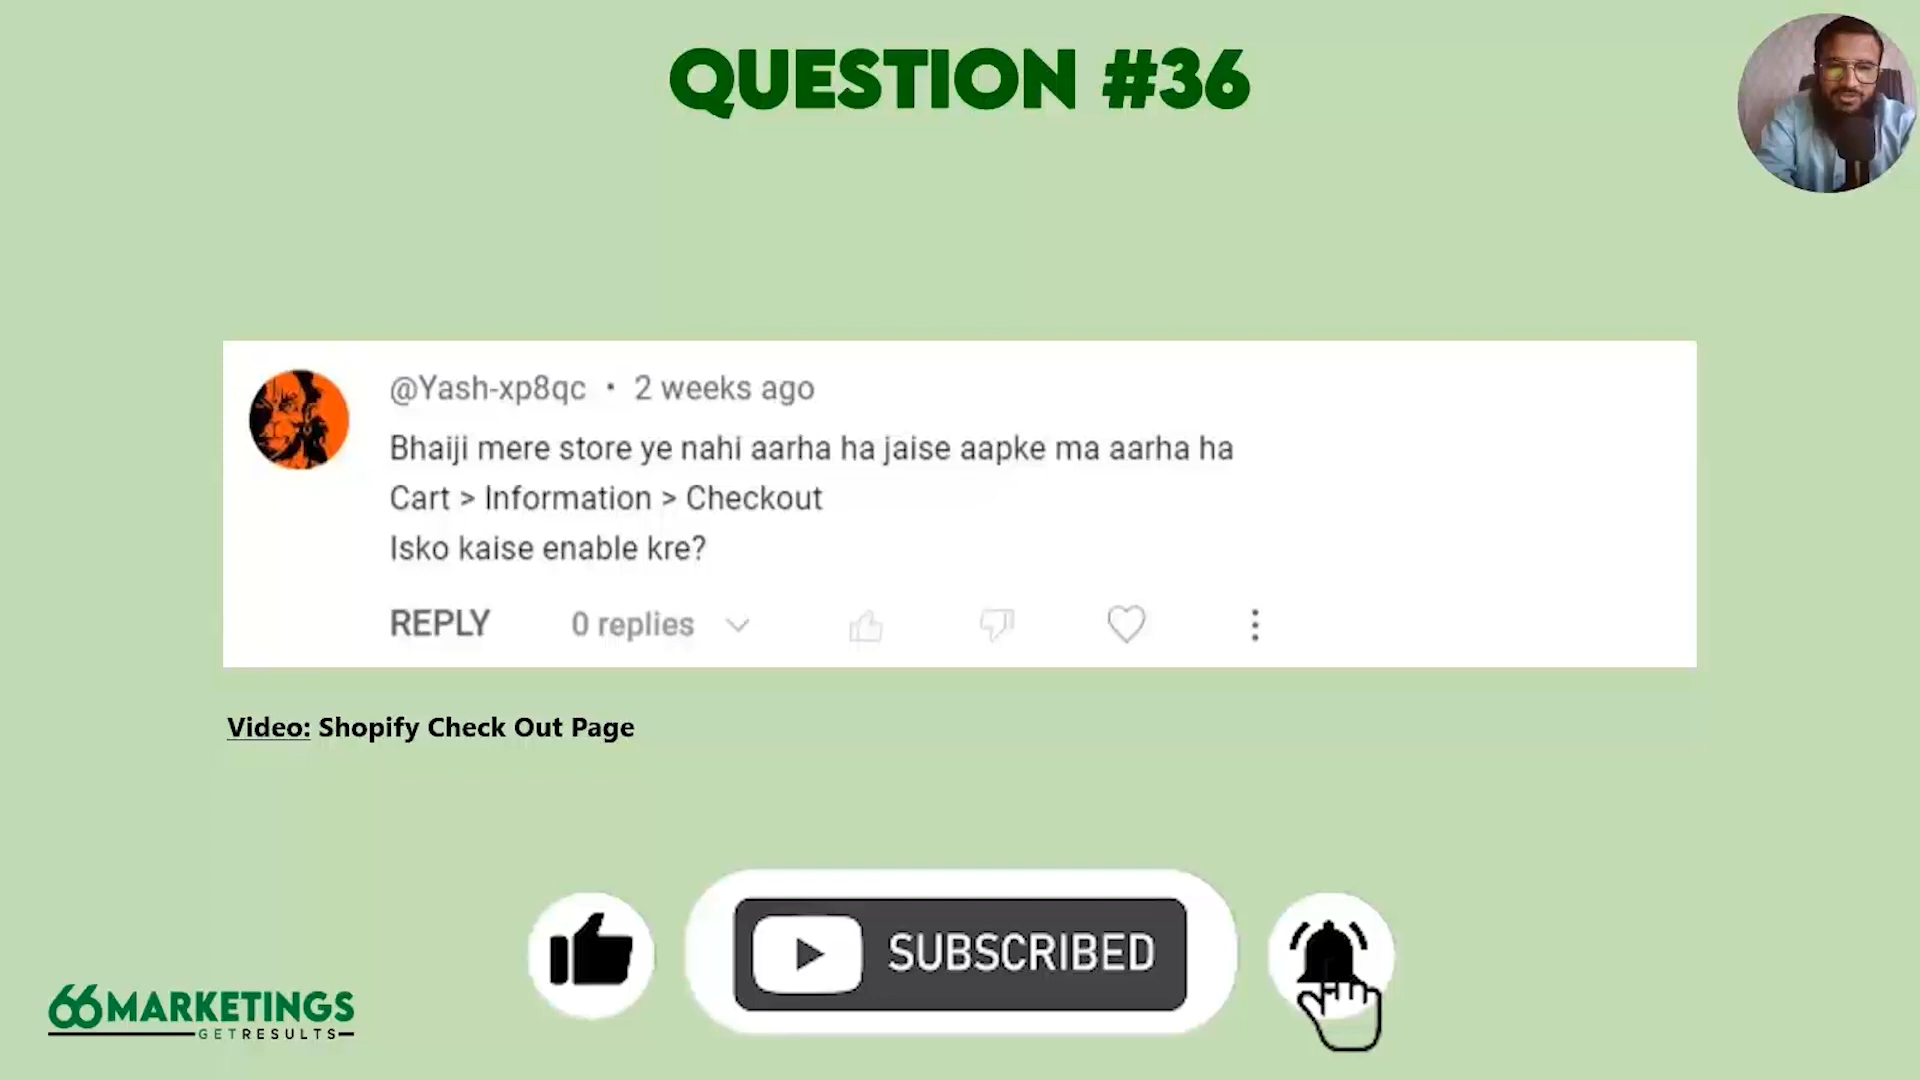 QUESTION #36
@Yash-xp8qc • 2 weeks ago
Bhaiji mere store ye nahi aarha ha jaise aapke ma aarha ha
Cart > Information > Checkout
Isko kaise enable kre?
REPLY 0 replies
Video: Shopify Check Out Page
SUBSCRIBED
66MARKETINGS
GETRESULTS